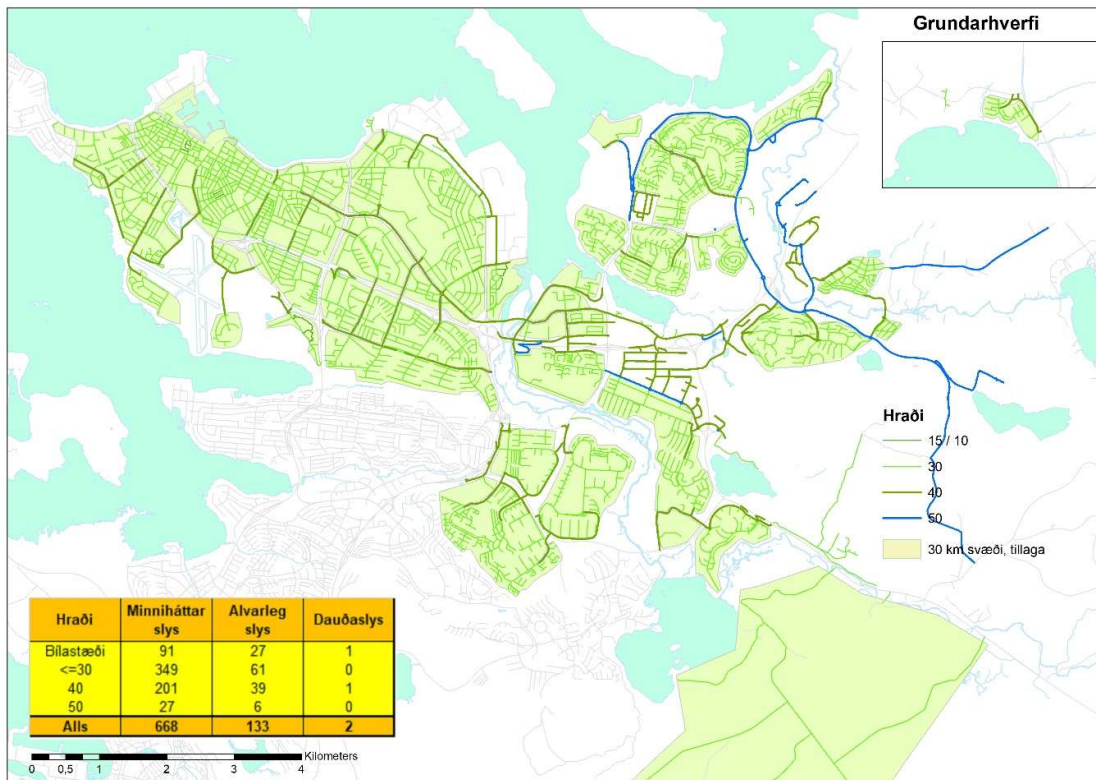 Grundarhverfi
Hraði
15 / 10
30
40
50
30 km svæði, tillaga
Hraði Minniháttar slys Alvarleg slys Dauðaslys
Bílastæði 91 27 1
<=30 349 61 0
40 201 39 1
50 27 6 0
Alls 668 133 2
Kilometers
0 0,5 1 2 3 4